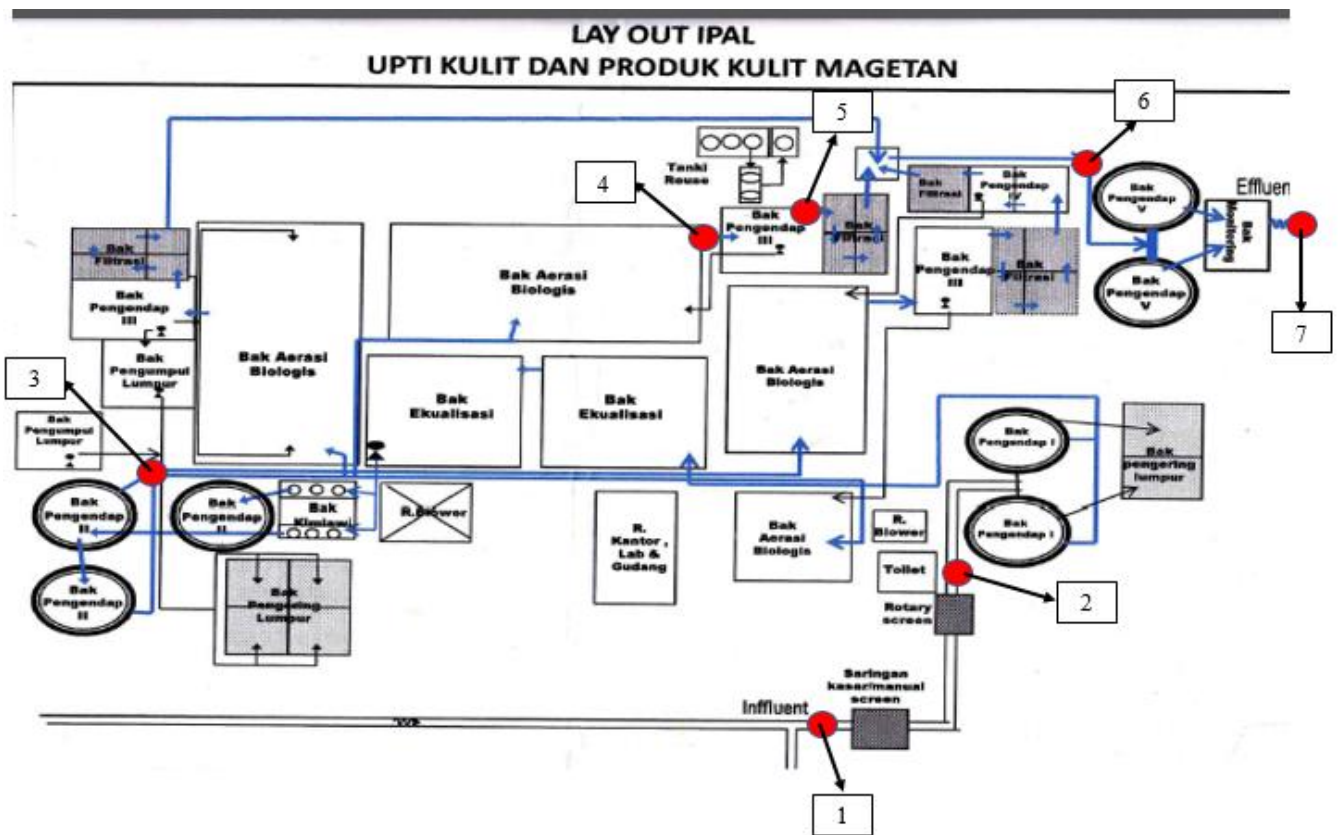 LAY OUT IPAL
UPTI KULIT DAN PRODUK KULIT MAGETAN
6
5
4
Tanki
Reuse
Bak
Filtrasi
Bak
Pengendap
IV
Bak
Pengendap
V
Effluen
Bak
Monitoring
7
Bak
Pengendap
V
Bak
Pengendap
III
Bak
Filtrasi
Bak
Pengendap
III
Bak
Filtrasi
Bak
Filtrasi
Bak
Pengendap
III
Bak Aerasi
Biologis
Bak Aerasi
Biologis
Bak
Aerasi
Biologis
Bak
Pengumpul
Lumpur
3
Bak
Ekualisasi
Bak
Ekualisasi
Bak
Pengumpul
Lumpur
Bak
Pengendap I
Bak
pengering
lumpur
Bak
Pengendap
II
Bak
Pengendap
II
Bak
Kimiawi
R.Blower
R.
Kantor,
Lab &
Gudang
Bak
Aerasi
Biologis
R.
Blower
Bak
Pengendap I
Toilet
2
Bak
Pengendap
II
Bak
Pengering
Lumpur
Rotary
screen
Saringan
kasar/manual
screen
Inffluent
1